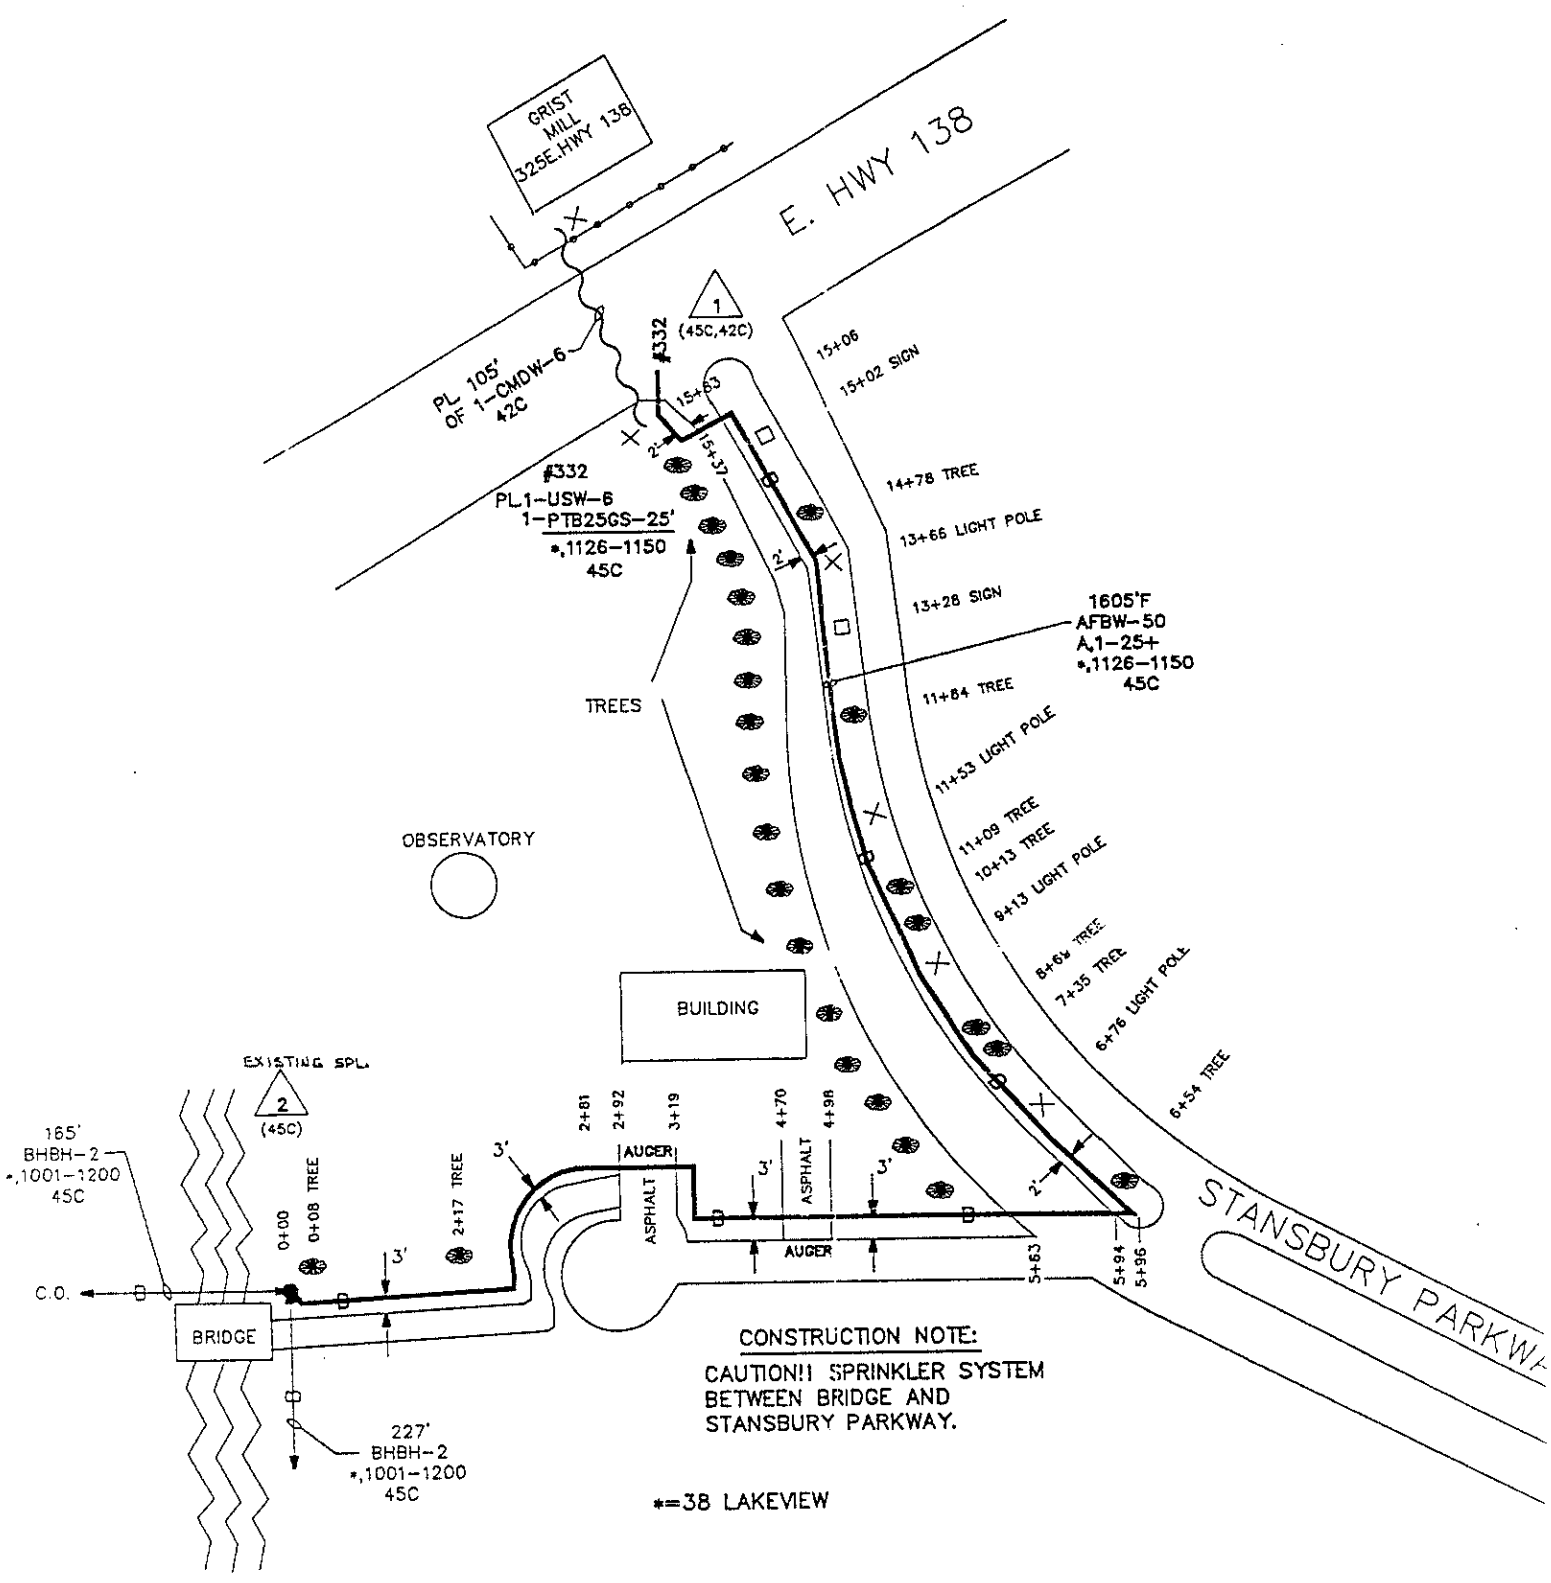 GRIST
MILL
325E.HWY 138
E. HWY 138
1
(45C,42C)
#332
PL 105'
OF 1-CMDW-6
42C
15+63
15+37
2'
15+06
15+02 SIGN
#332
PL.1-USW-6
1-PTB25GS-25'
*,1126-1150
45C
14+78 TREE
13+66 LIGHT POLE
2'
13+28 SIGN
1605'F
AFBW-50
A,1-25+
*,1126-1150
45C
11+84 TREE
TREES
11+53 LIGHT POLE
11+09 TREE
10+13 TREE
9+13 LIGHT POLE
OBSERVATORY
TREE
7+35 TREE
6+76 LIGHT POLE
BUILDING
6+54 TREE
EXISTING SPL.
2
(45C)
165'
BHBH-2
*,1001-1200
45C
0+00
0+08 TREE
2+17 TREE
3'
2+81
2+92
3+19
4+70
4+98
AUGER
ASPHALT
3'
ASPHALT
3'
2'
AUGER
5+63
5+94
5+96
3'
C.O.
BRIDGE
STANSBURY PARKWA
CONSTRUCTION NOTE:
CAUTION!! SPRINKLER SYSTEM
BETWEEN BRIDGE AND
STANSBURY PARKWAY.
227'
BHBH-2
*,1001-1200
45C
*=38 LAKEVIEW